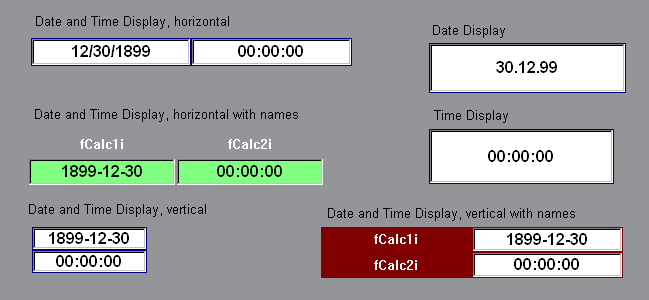 Date and Time Display, horizontal
12/30/1899 00:00:00
Date Display
30.12.99
Date and Time Display, horizontal with names
fCalc1i fCalc2i
1899-12-30 00:00:00
Time Display
00:00:00
Date and Time Display, vertical
1899-12-30
00:00:00
Date and Time Display, vertical with names
fCalc1i 1899-12-30
fCalc2i 00:00:00